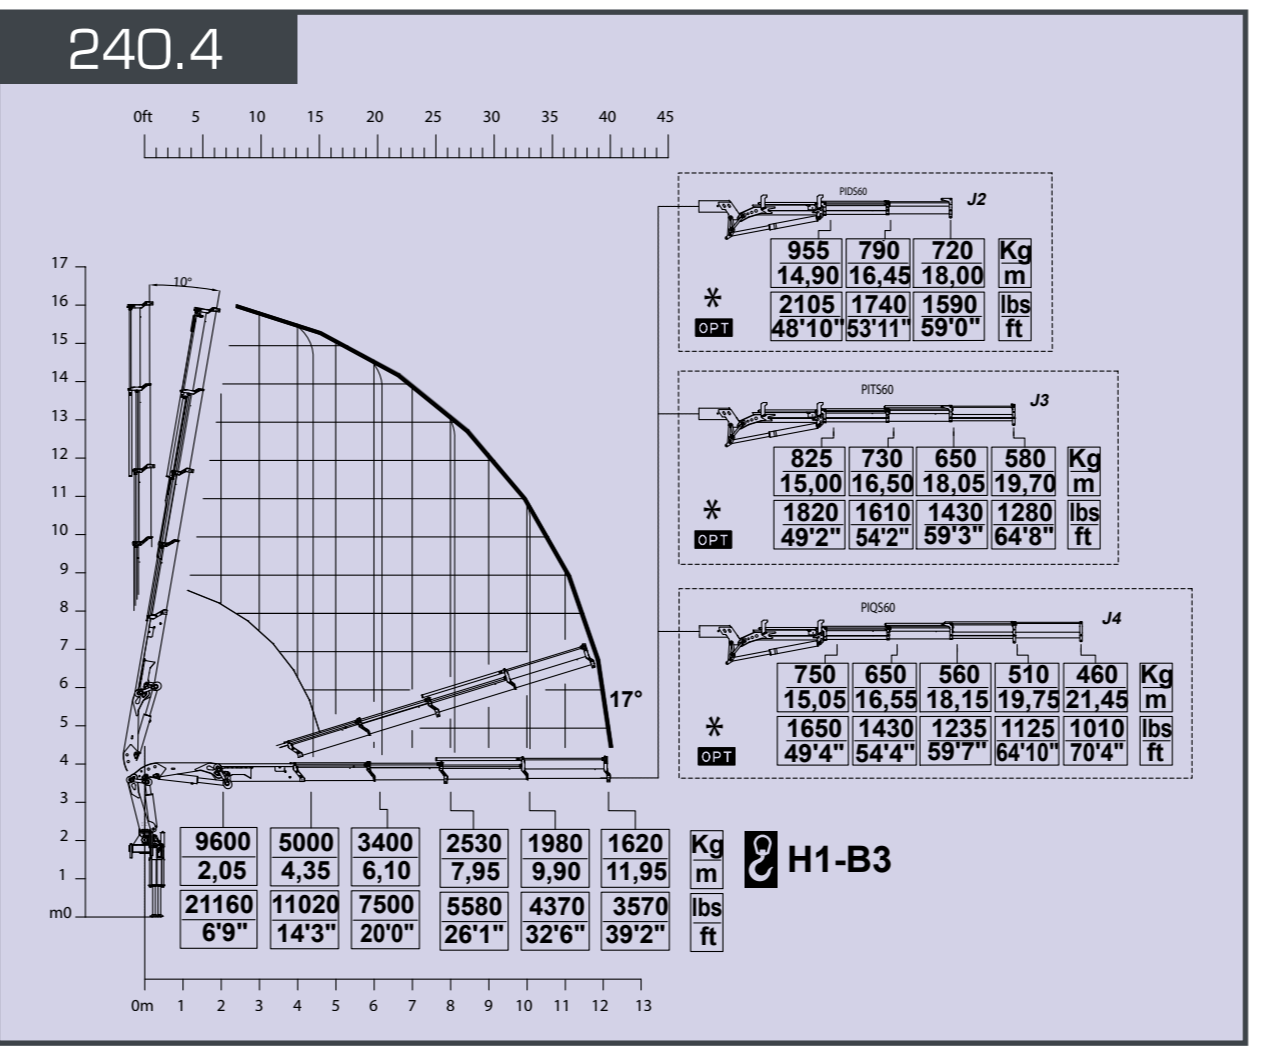 240.4
0ft 5 10 15 20 25 30 35 40 45
PIDS60
J2
955 790 720 Kg
14,90 16,45 18,00 m
*
2105 1740 1590 lbs
OPT
48'10" 53'11" 59'0" ft
17
10°
16
15
14
13
12
11
10
9
8
7
6
5
4
3
2
1
m0
PITS60
J3
825 730 650 580 Kg
15,00 16,50 18,05 19,70 m
*
1820 1610 1430 1280 lbs
OPT
49'2" 54'2" 59'3" 64'8" ft
PIQS60
J4
750 650 560 510 460 Kg
15,05 16,55 18,15 19,75 21,45 m
*
1650 1430 1235 1125 1010 lbs
OPT
49'4" 54'4" 59'7" 64'10" 70'4" ft
17°
9600 5000 3400 2530 1980 1620 Kg
2,05 4,35 6,10 7,95 9,90 11,95 m
H1-B3
21160 11020 7500 5580 4370 3570 lbs
6'9" 14'3" 20'0" 26'1" 32'6" 39'2" ft
0m 1 2 3 4 5 6 7 8 9 10 11 12 13